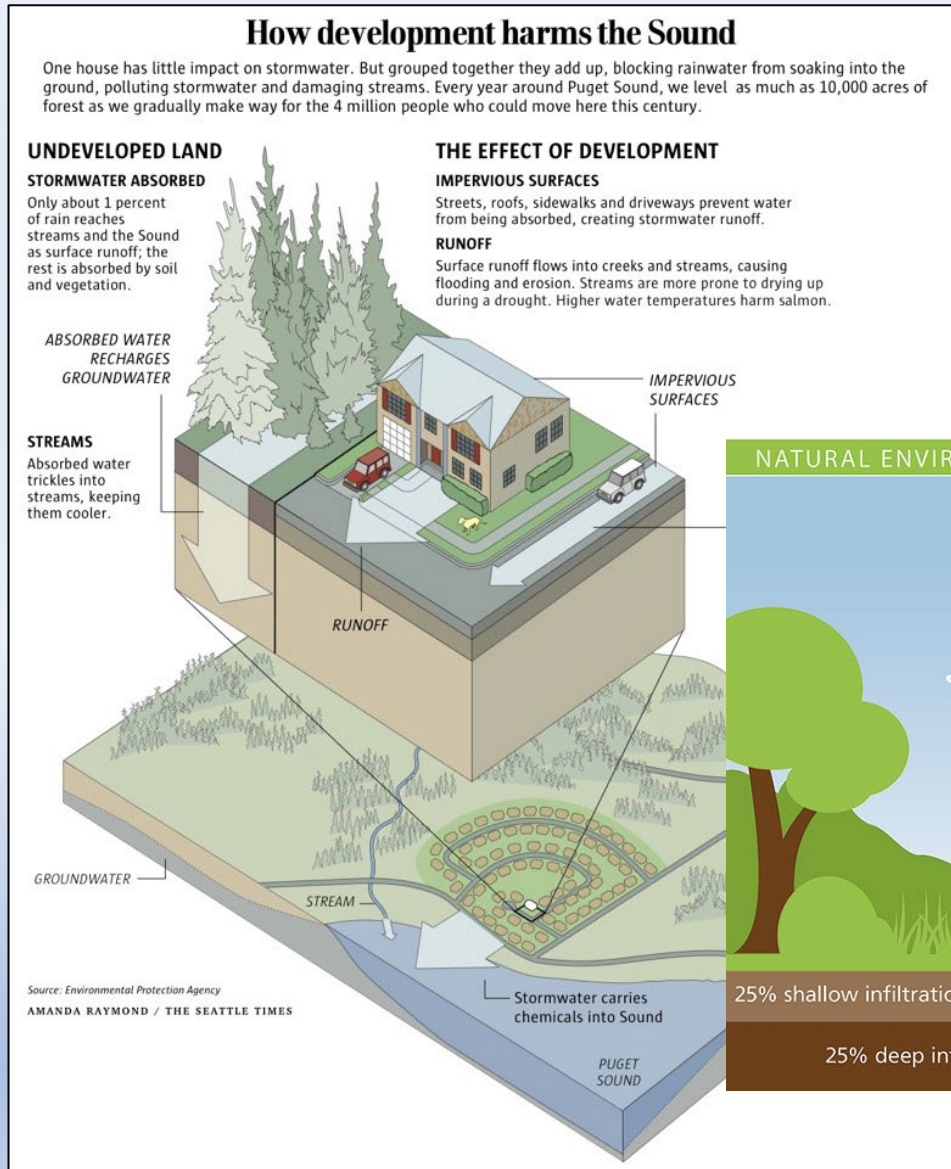 How development harms the Sound
One house has little impact on stormwater. But grouped together they add up, blocking rainwater from soaking into the
ground, polluting stormwater and damaging streams. Every year around Puget Sound, we level as much as 10,000 acres of
forest as we gradually make way for the 4 million people who could move here this century.
UNDEVELOPED LAND
STORMWATER ABSORBED
Only about 1 percent
of rain reaches
streams and the Sound
as surface runoff; the
rest is absorbed by soil
and vegetation.
ABSORBED WATER
RECHARGES
GROUNDWATER
STREAMS
Absorbed water
trickles into
streams, keeping
them cooler.
THE EFFECT OF DEVELOPMENT
IMPERVIOUS SURFACES
Streets, roofs, sidewalks and driveways prevent water
from being absorbed, creating stormwater runoff.
RUNOFF
Surface runoff flows into creeks and streams, causing
flooding and erosion. Streams are more prone to drying up
during a drought. Higher water temperatures harm salmon.
IMPERVIOUS
SURFACES
RUNOFF
GROUNDWATER
STREAM
Stormwater carries
chemicals into Sound
PUGET
SOUND
Source: Environmental Protection Agency
AMANDA RAYMOND / THE SEATTLE TIMES
NATURAL ENVIR
25% shallow infiltratio
25% deep in